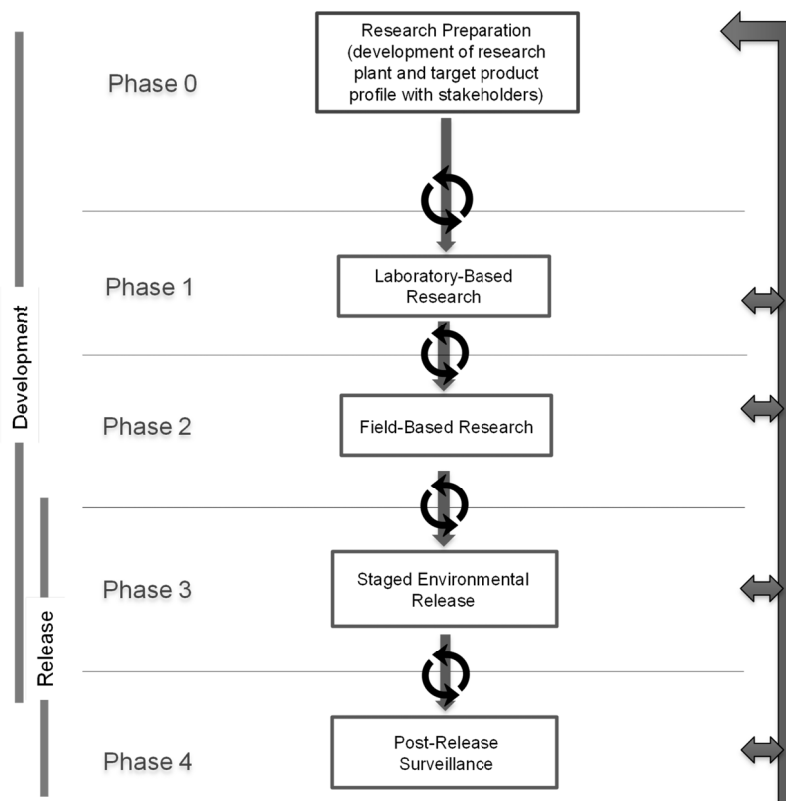 Phase 0
Research Preparation
(development of research
plant and target product
profile with stakeholders)
Phase 1
Laboratory-Based
Research
Development
Phase 2
Field-Based Research
Phase 3
Staged Environmental
Release
Release
Phase 4
Post-Release
Surveillance